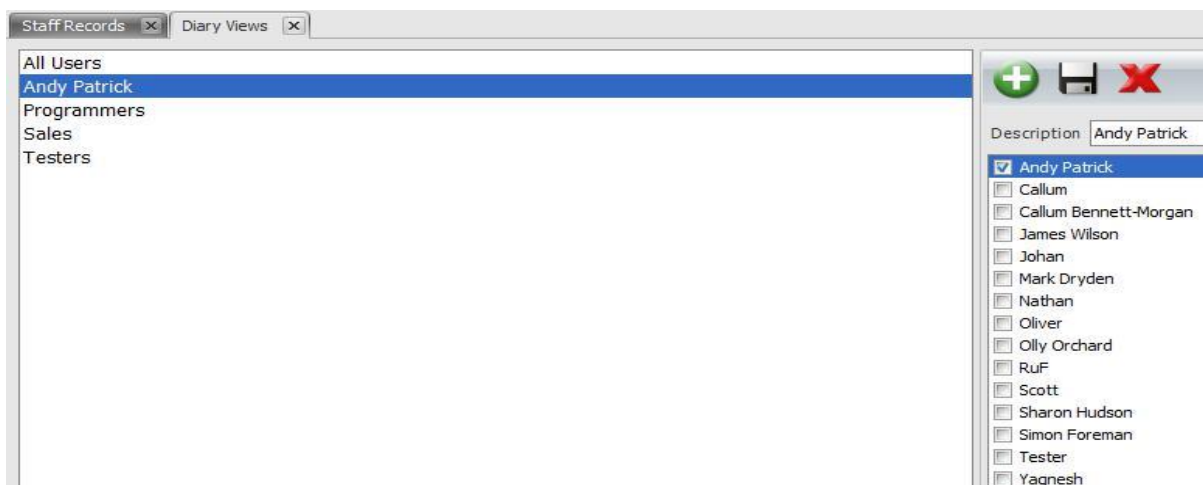 Staff Records Diary Views
All Users
Andy Patrick
Programmers
Sales
Testers
Description Andy Patrick
Andy Patrick
Callum
Callum Bennett-Morgan
James Wilson
Johan
Mark Dryden
Nathan
Oliver
Olly Orchard
RuF
Scott
Sharon Hudson
Simon Foreman
Tester
Yagnesh